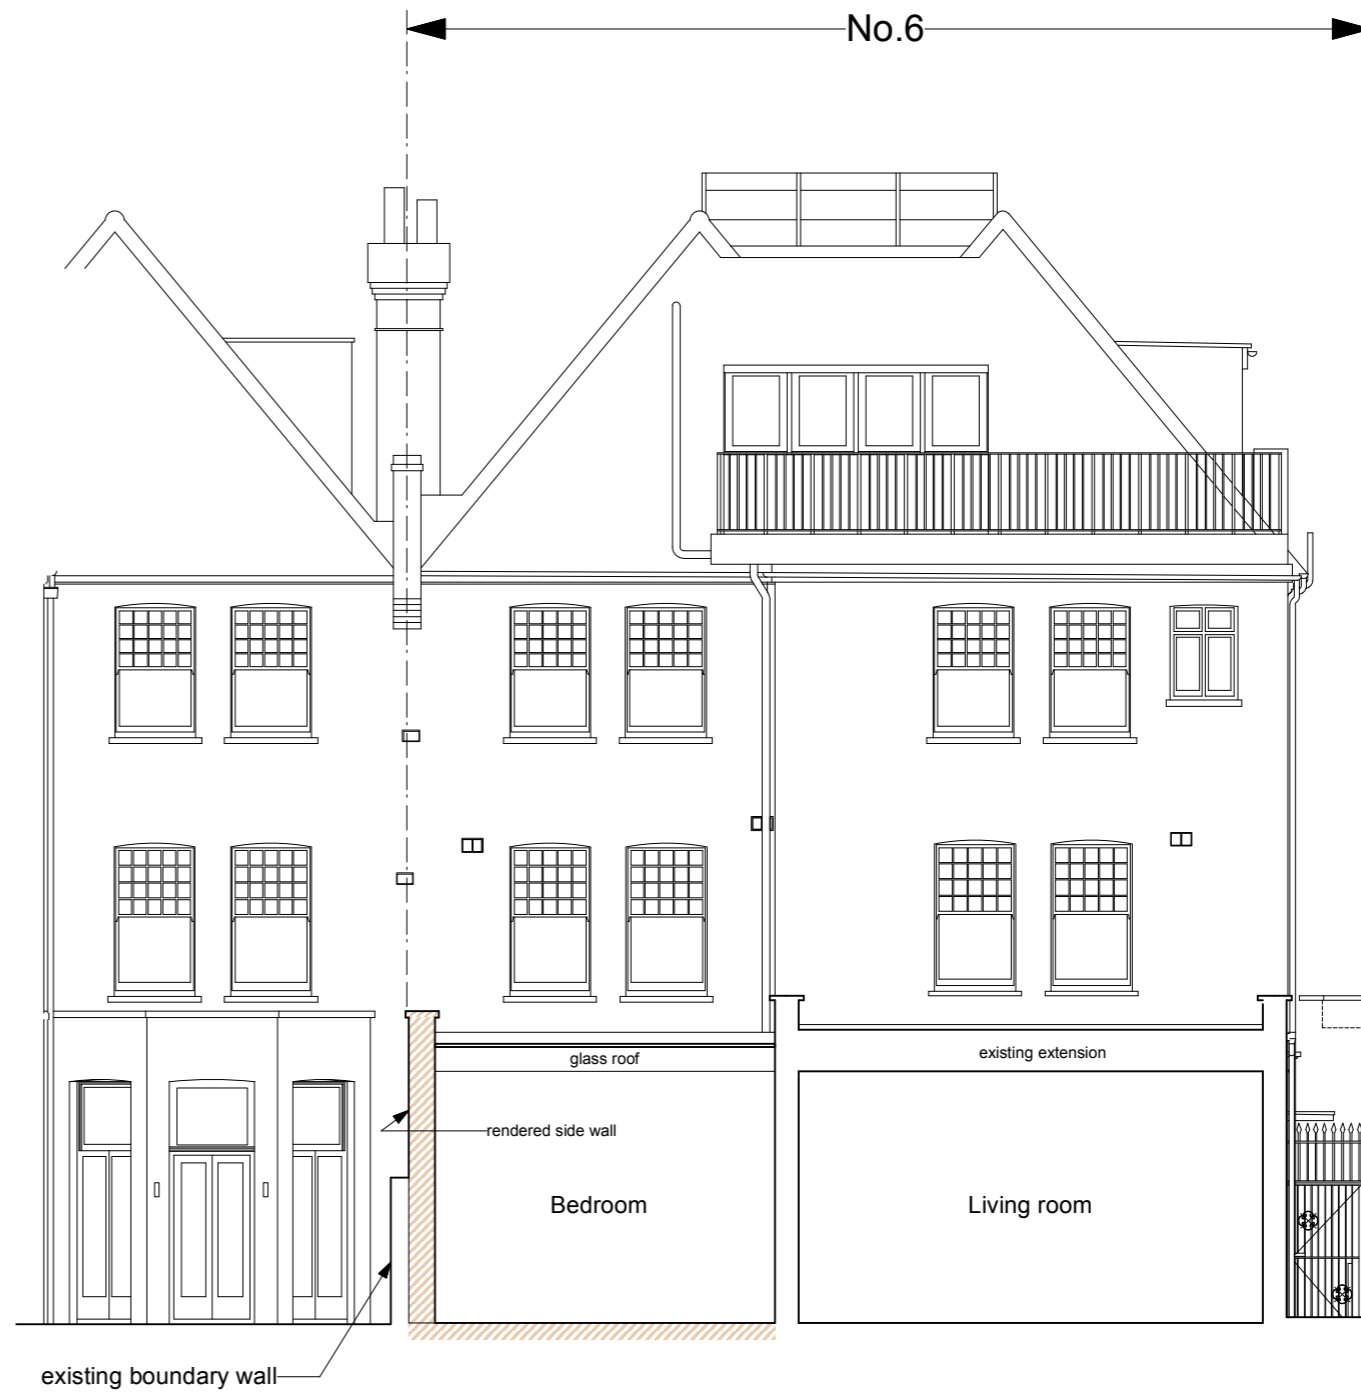 No.6
glass roof
existing extension
rendered side wall
Bedroom
Living room
existing boundary wall